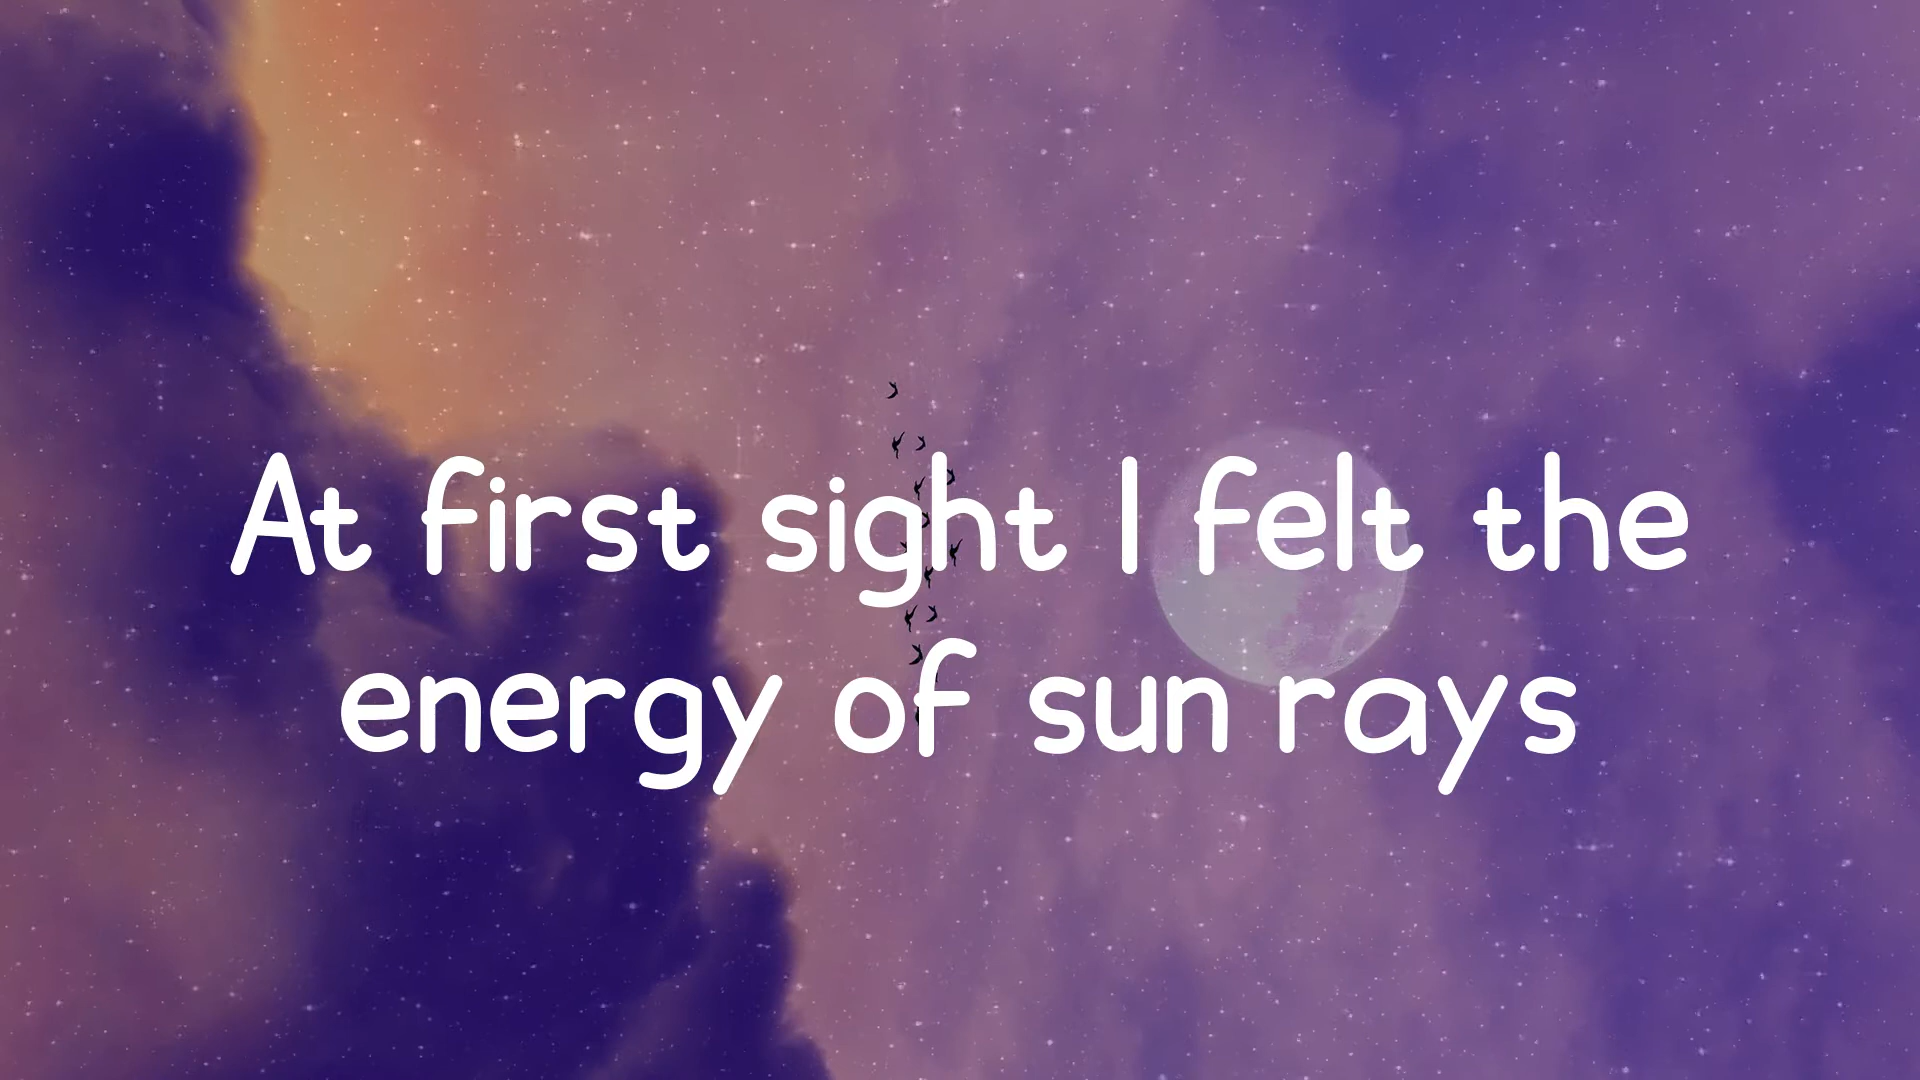 At first sight I felt the
energy of sun rays